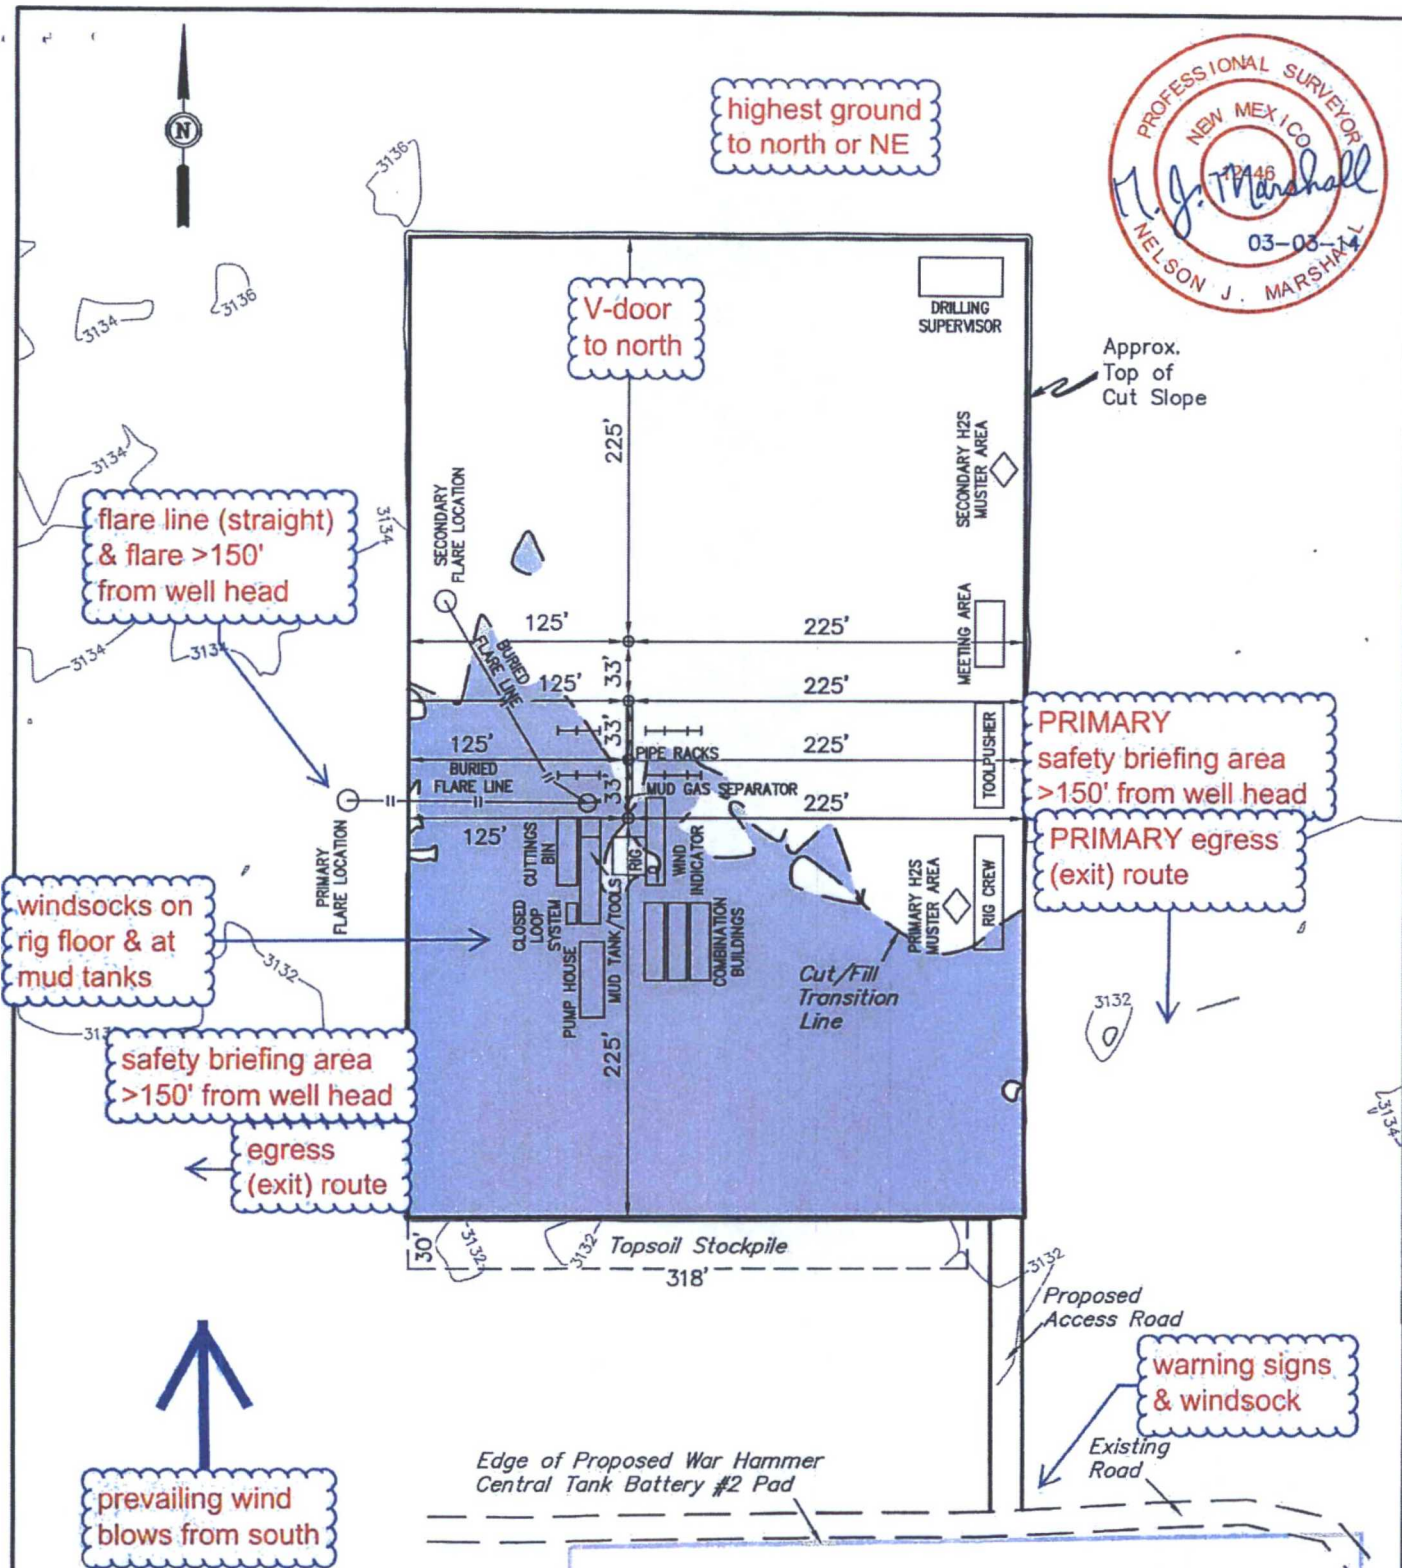 N
highest ground
to north or NE
PROFESSIONAL SURVEYOR
NEW MEXICO
N. J. Marshall
03-03-14
NELSON J. MARSHALL
3136
3136
3134
V-door
to north
DRILLING
SUPERVISOR
Approx.
Top of
Cut Slope
225'
SECONDARY H2S
MUSTER AREA
3134
flare line (straight)
& flare >150'
from well head
3134
SECONDARY
FLARE LOCATION
3134
3134
125'
225'
BURIED
FLARE LINE
33'
MEETING AREA
125'
225'
33'
PRIMARY
safety briefing area
>150' from well head
TOOLPUSHER
125'
225'
PIPE RACKS
BURIED
FLARE LINE
33'
MUD GAS SEPARATOR
125'
225'
PRIMARY egress
(exit) route
PRIMARY
FLARE LOCATION
CUTTINGS
BIN
RIG
WIND
INDICATOR
PRIMARY H2S
MUSTER AREA
RIG CREW
windsocks on
rig floor & at
mud tanks
CLOSED
LOOP
SYSTEM
MUD TANK/TOOLS
COMBINATION
BUILDINGS
PUMP HOUSE
Cut/Fill
Transition
Line
3132
3132
225'
safety briefing area
>150' from well head
egress
(exit) route
3134
30'
3132
3132
Topsoil Stockpile
318'
3132
Proposed
Access Road
warning signs
& windsock
Existing
Road
Edge of Proposed War Hammer
Central Tank Battery #2 Pad
prevailing wind
blows from south